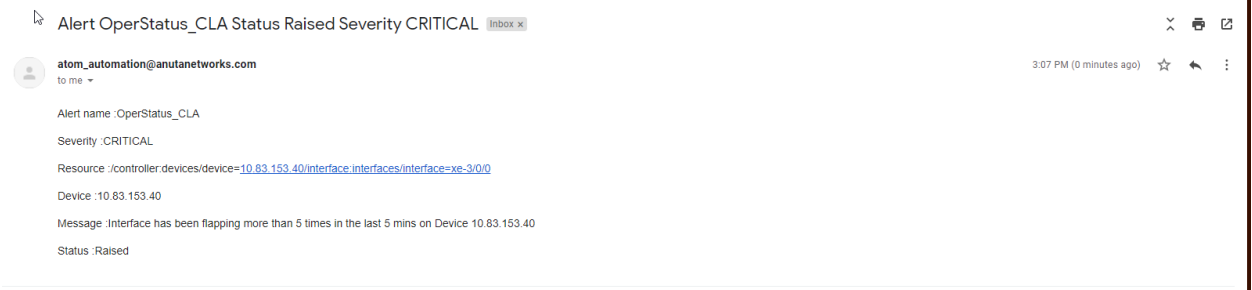 Alert OperStatus_CLA Status Raised Severity CRITICAL Inbox x
atom_automation@anutanetworks.com 3:07 PM (0 minutes ago)
to me
Alert name :OperStatus_CLA
Severity :CRITICAL
Resource :/controller:devices/device=10.83.153.40/interface:interfaces/interface=xe-3/0/0
Device :10.83.153.40
Message :Interface has been flapping more than 5 times in the last 5 mins on Device 10.83.153.40
Status :Raised